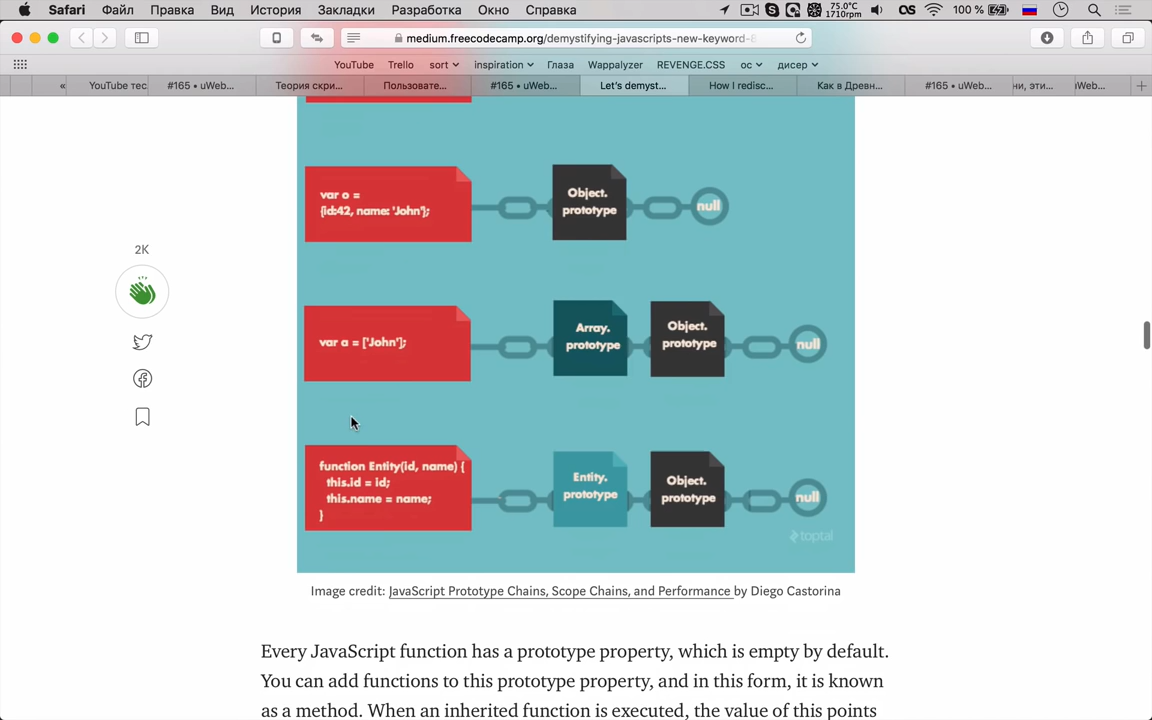 Safari Файл Правка Вид История Закладки Разработка Окно Справка 75.0°C 1710rpm 100 %
medium.freecodecamp.org/demystifying-javascripts-new-keyword-
YouTube Trello sort inspiration Глаза Wappalyzer REVENGE.CSS ос дисер
« YouTube тес #165 • uWeb... Теория скри... Пользовате... #165 • uWeb... Let's demyst... How I redisc... Как в Древн... #165 • uWeb... ни, эти... Web...
var o =
{id:42, name: 'John'};
Object.
prototype
null
2K
var a = ['John'];
Array.
prototype
Object.
prototype
null
function Entity(id, name) {
this.id = id;
this.name = name;
}
Entity.
prototype
Object.
prototype
null
toptal
Image credit: JavaScript Prototype Chains, Scope Chains, and Performance by Diego Castorina
Every JavaScript function has a prototype property, which is empty by default.
You can add functions to this prototype property, and in this form, it is known
as a method. When an inherited function is executed, the value of this points